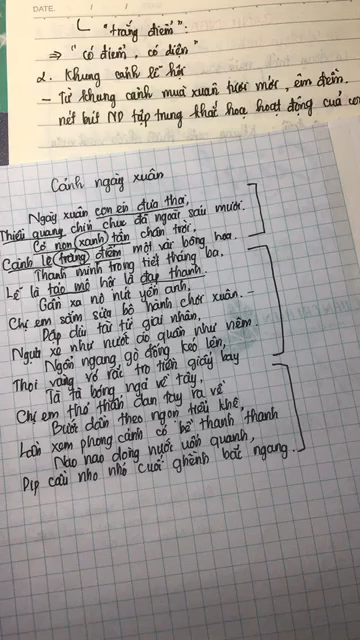 DATE. / /
"trắng điểm":
⇒ "có điểm, có diện"
2. Khung cảnh lễ hội
- Từ khung cảnh mùa xuân tươi mới, êm đềm.
nét bút ND tập trung khắc hoạ hoạt động của con
Cảnh ngày xuân
Ngày xuân con én đưa thoi,
Thiều quang chín chục đã ngoài sáu mươi.
Cỏ non xanh tận chân trời,
Cành lê trắng điểm một vài bông hoa.
Thanh minh trong tiết tháng ba,
Lễ là tảo mộ hội là đạp thanh.
Gần xa nô nức yến anh,
Chị em sắm sửa bộ hành chơi xuân.
Dập dìu tài tử giai nhân,
Ngựa xe như nước áo quần như nêm.
Ngổn ngang gò đống kéo lên,
Thoi vàng vó rắc tro tiền giấy bay
Tà tà bóng ngả về tây,
Chị em thơ thẩn dan tay ra về
Bước dần theo ngọn tiểu khê,
Lần xem phong cảnh có bề thanh thanh
Nao nao dòng nước uốn quanh,
Dịp cầu nho nhỏ cuối ghềnh bắc ngang.